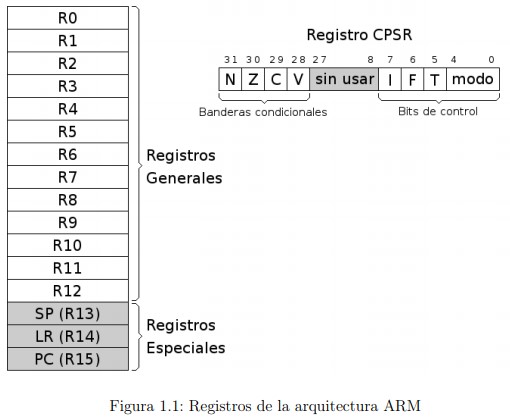 R0
R1
R2
R3
R4
R5
R6
R7
R8
R9
R10
R11
R12
SP (R13)
LR (R14)
PC (R15)
Registros
Generales
Registros
Especiales
Registro CPSR
31 30 29 28 27 8 7 6 5 4 0
N Z C V sin usar I F T modo
Banderas condicionales Bits de control
Figura 1.1: Registros de la arquitectura ARM